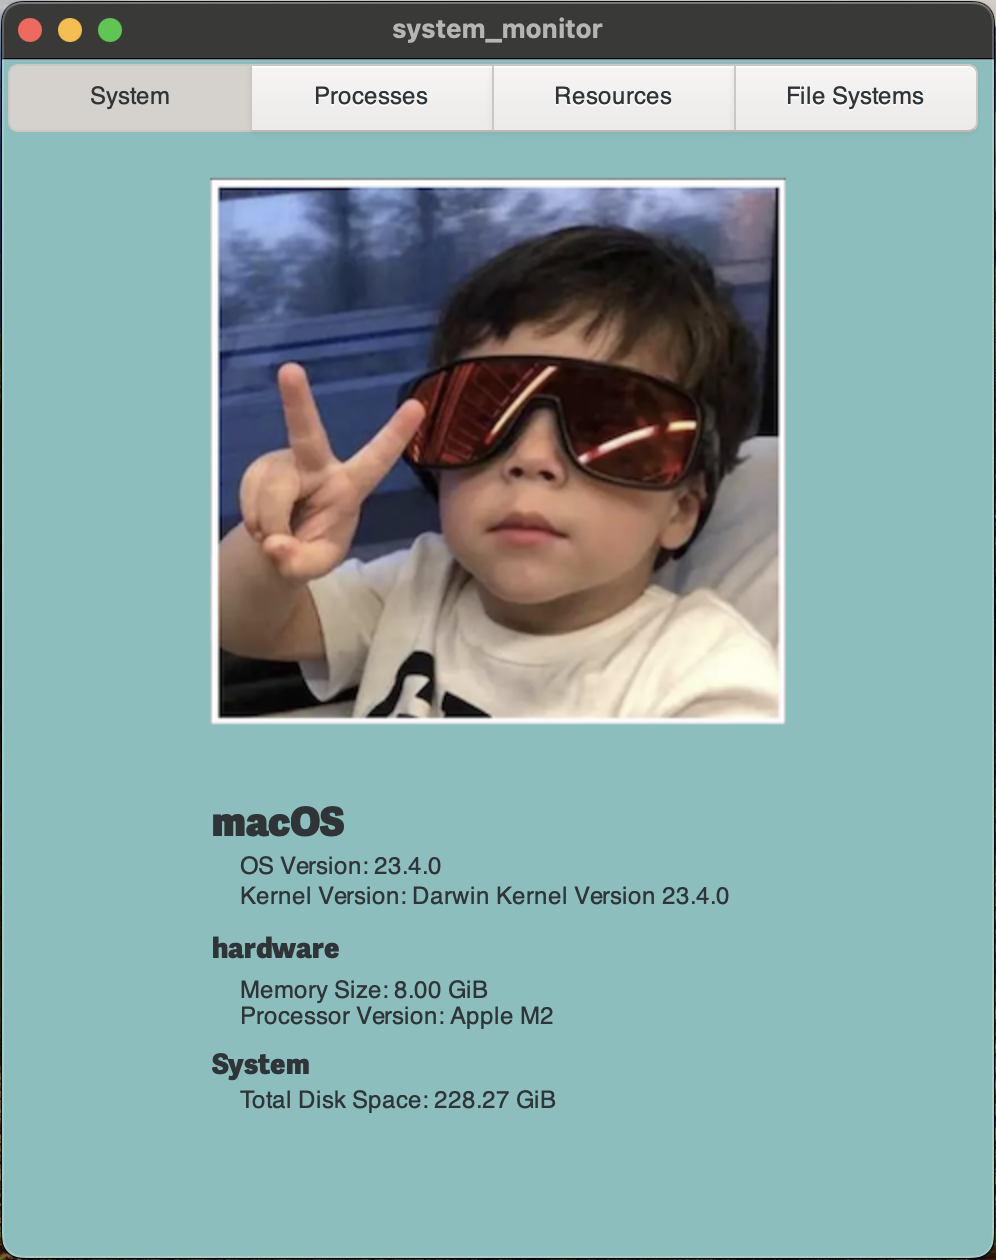 system_monitor
System Processes Resources File Systems
macOS
OS Version: 23.4.0
Kernel Version: Darwin Kernel Version 23.4.0
hardware
Memory Size: 8.00 GiB
Processor Version: Apple M2
System
Total Disk Space: 228.27 GiB